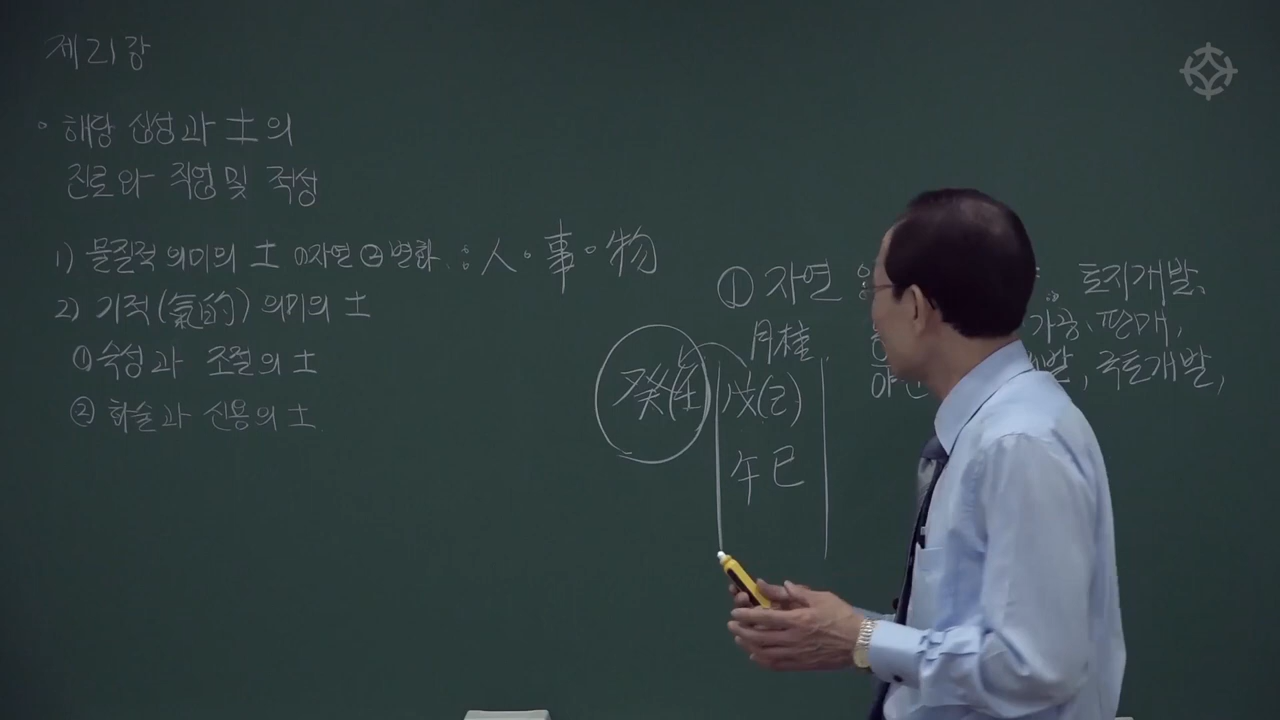 제21강
◦ 해당 십성과 土의
진로와 직업 및 적성
1) 물질적 의미의 土 ①자연 ②변화 : 人·事·物
2) 기적(氣的) 의미의 土
① 숙성과 조절의 土
② 화술과 신용의 土
① 자연 토지개발,
가공, 판매,
야 발, 국토개발,
月柱
癸(壬) 戊(己)
午巳